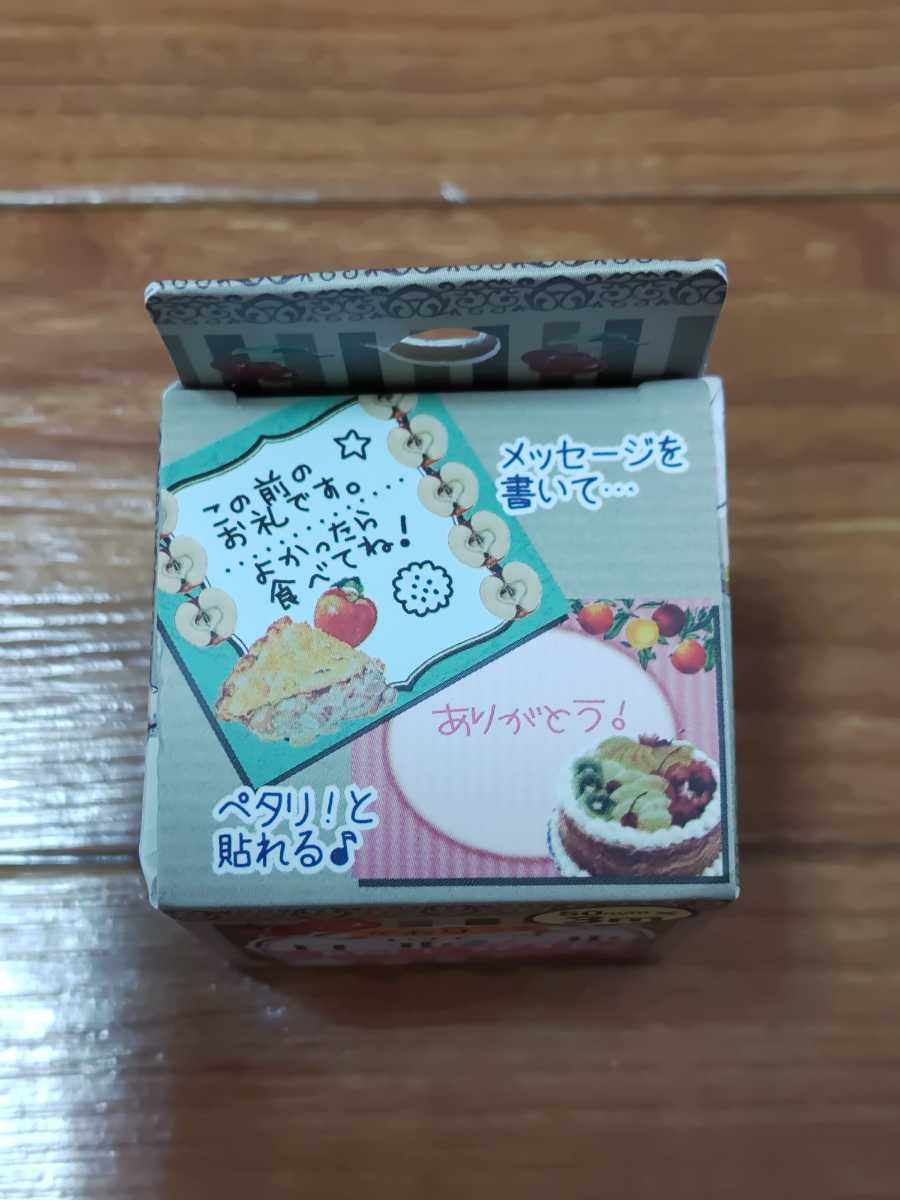 この前の
お礼です。
よかったら
食べてね！
メッセージを
書いて…
ありがとう！
ペタリ！と
貼れる♪
50mm